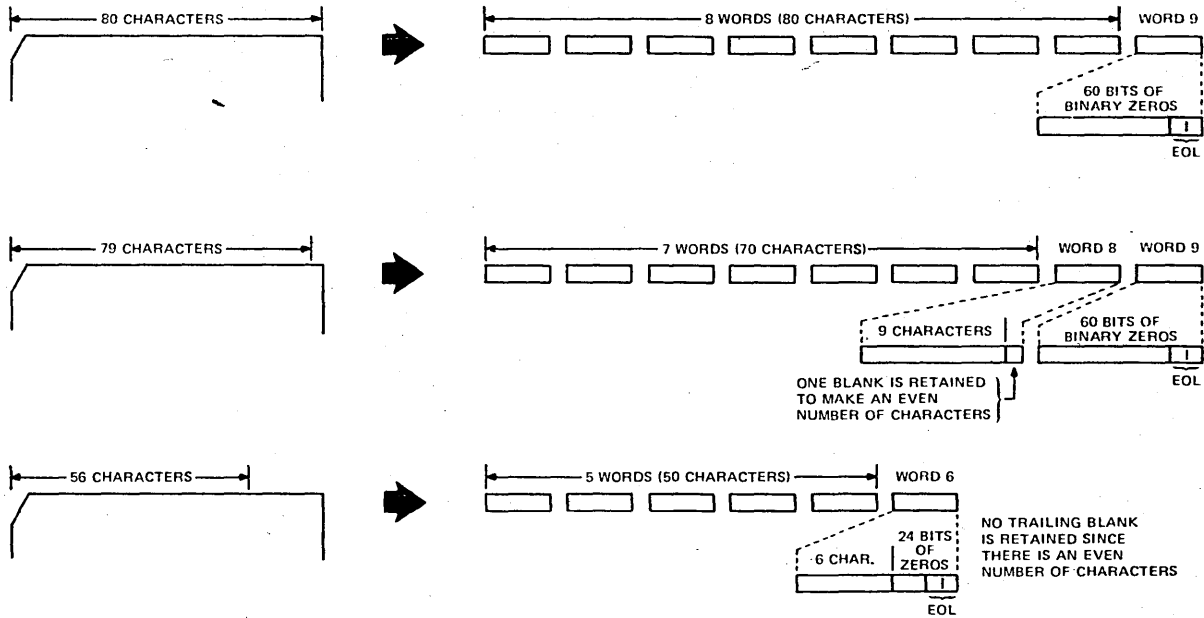 80 CHARACTERS
8 WORDS (80 CHARACTERS)
WORD 9
60 BITS OF
BINARY ZEROS
EOL
79 CHARACTERS
7 WORDS (70 CHARACTERS)
WORD 8
WORD 9
9 CHARACTERS
60 BITS OF
BINARY ZEROS
EOL
ONE BLANK IS RETAINED
TO MAKE AN EVEN
NUMBER OF CHARACTERS
56 CHARACTERS
5 WORDS (50 CHARACTERS)
WORD 6
6 CHAR.
24 BITS
OF
ZEROS
EOL
NO TRAILING BLANK
IS RETAINED SINCE
THERE IS AN EVEN
NUMBER OF CHARACTERS